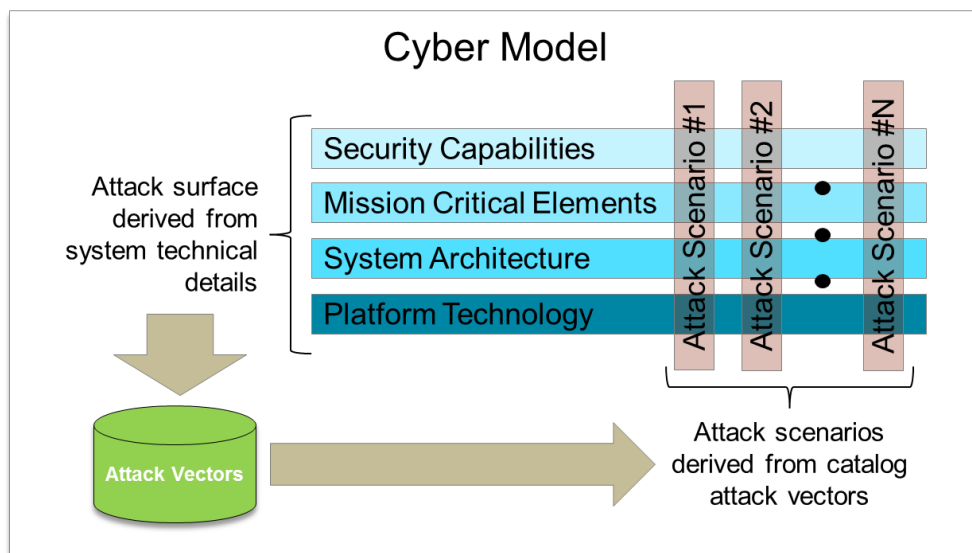 Cyber Model
Attack surface
derived from
system technical
details
Security Capabilities
Mission Critical Elements
System Architecture
Platform Technology
Attack Scenario #1
Attack Scenario #2
Attack Scenario #N
Attack Vectors
Attack scenarios
derived from catalog
attack vectors